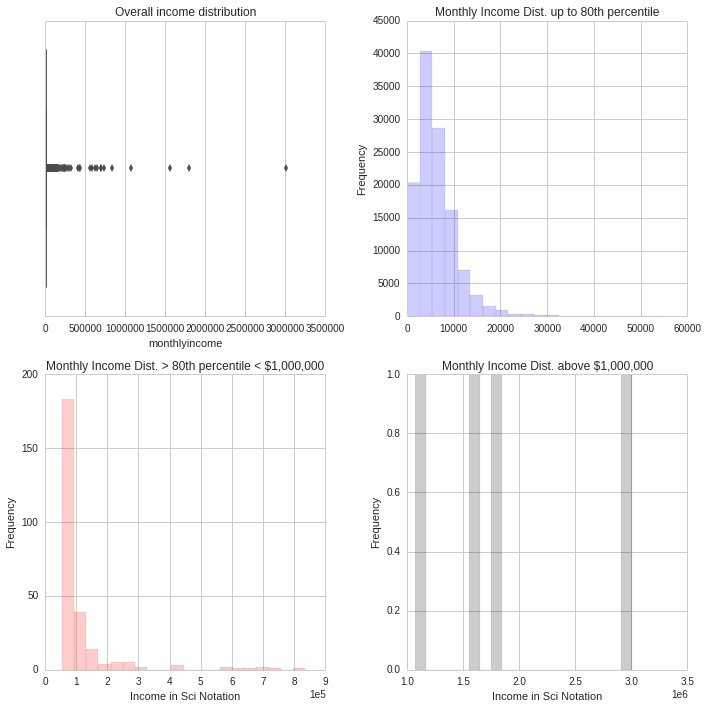 Overall income distribution
0 500000 1000000 1500000 2000000 2500000 3000000 3500000
monthlyincome
Monthly Income Dist. up to 80th percentile
45000
40000
35000
30000
25000
20000
15000
10000
5000
0
Frequency
0 10000 20000 30000 40000 50000 60000
Monthly Income Dist. > 80th percentile < $1,000,000
200
150
100
50
0
Frequency
0 1 2 3 4 5 6 7 8 9
1e5
Income in Sci Notation
Monthly Income Dist. above $1,000,000
1.0
0.8
0.6
0.4
0.2
0.0
Frequency
1.0 1.5 2.0 2.5 3.0 3.5
1e6
Income in Sci Notation